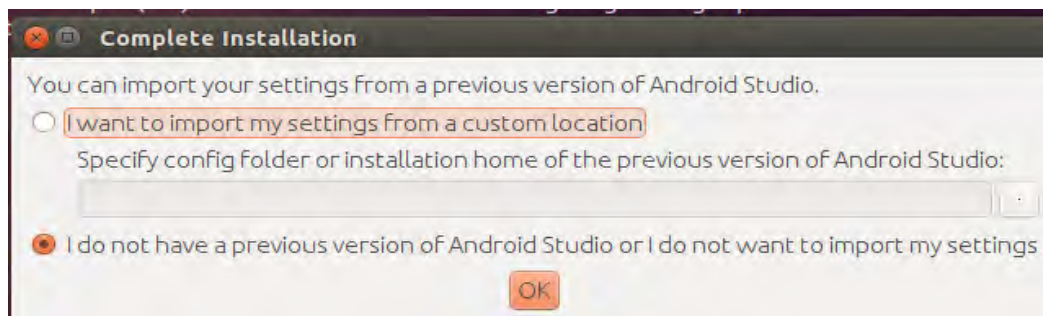 Complete Installation
You can import your settings from a previous version of Android Studio.
I want to import my settings from a custom location
Specify config folder or installation home of the previous version of Android Studio:
I do not have a previous version of Android Studio or I do not want to import my settings
OK